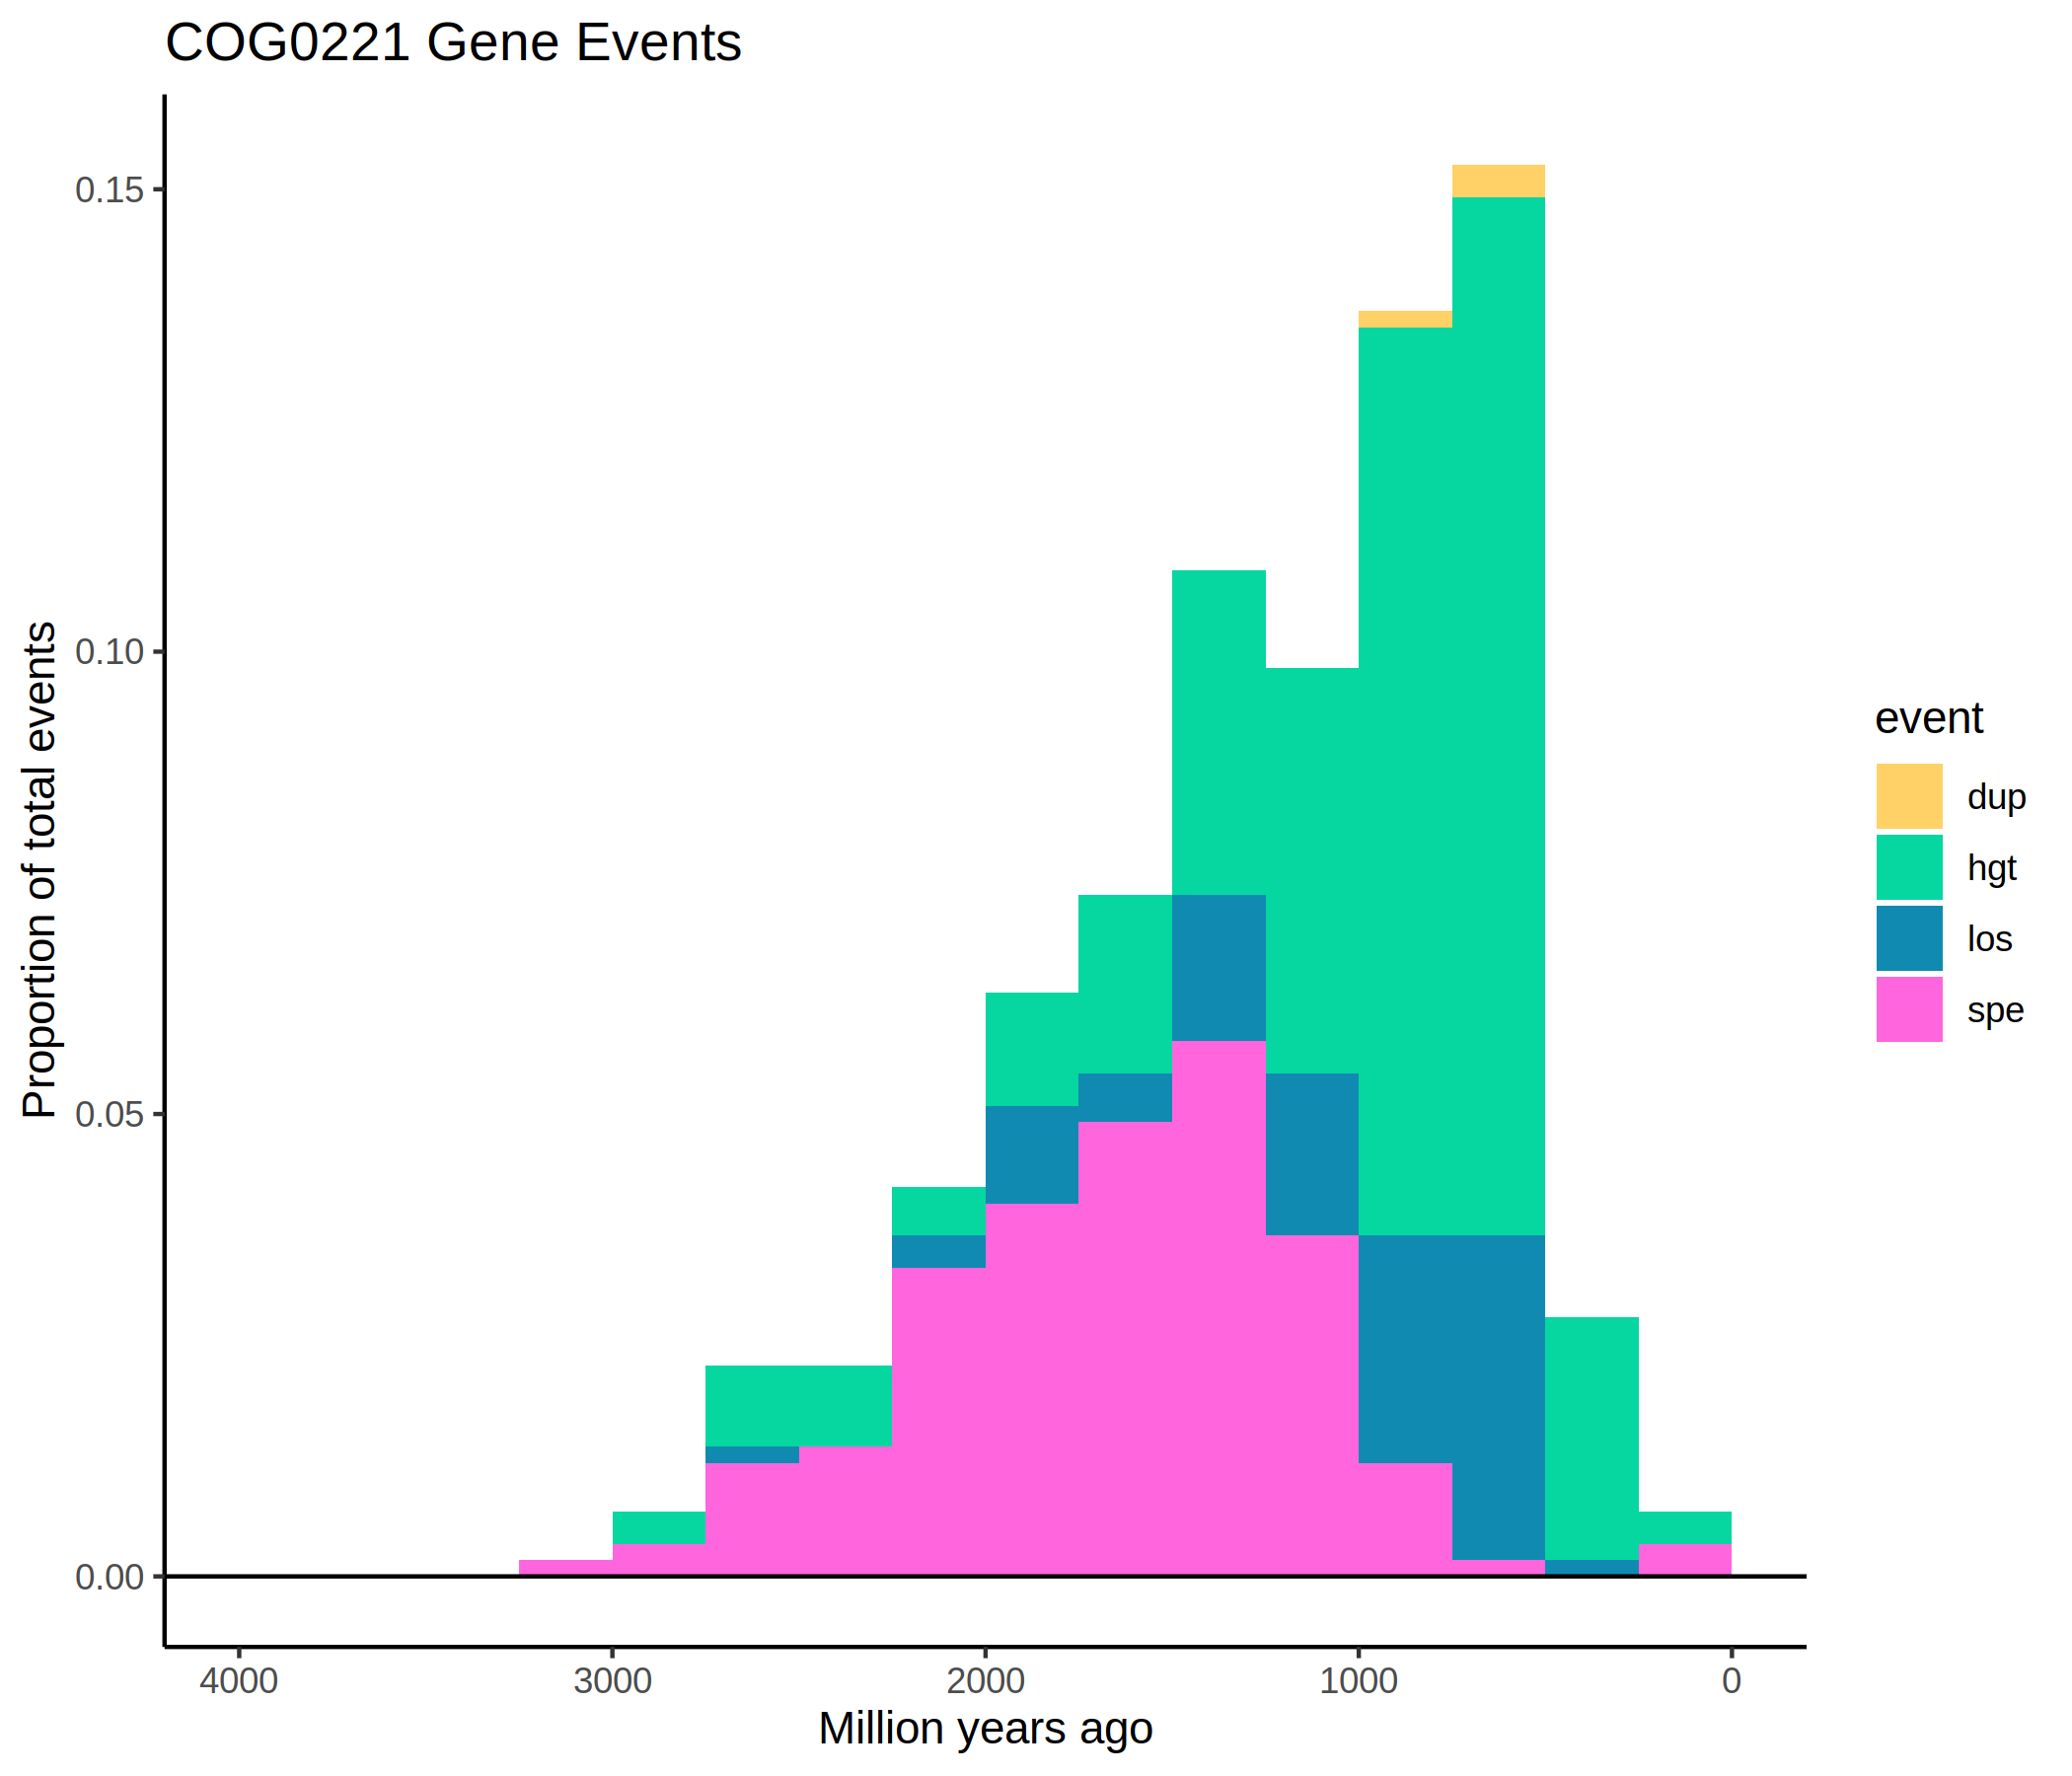 COG0221 Gene Events
Proportion of total events
0.15
0.10
0.05
0.00
4000 3000 2000 1000 0
Million years ago
event
dup
hgt
los
spe